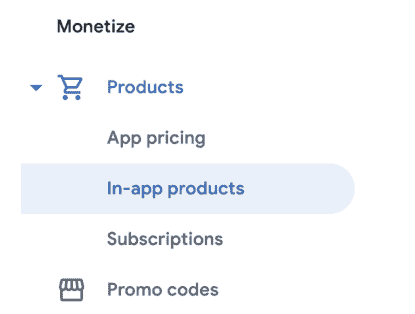 Monetize
Products
App pricing
In-app products
Subscriptions
Promo codes